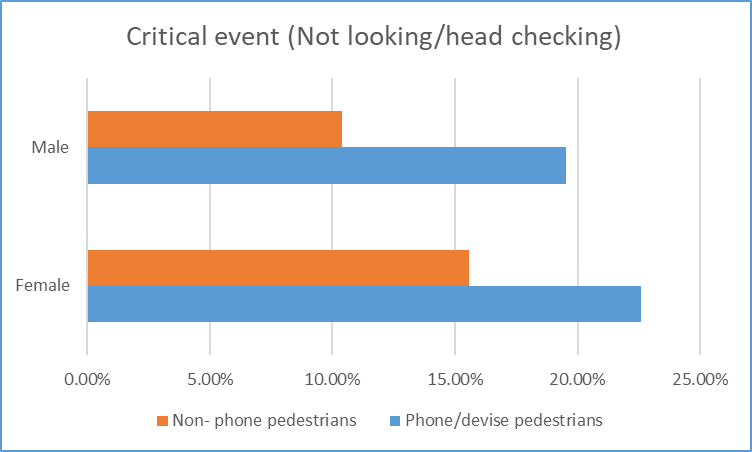 Critical event (Not looking/head checking)
Male
Female
0.00% 5.00% 10.00% 15.00% 20.00% 25.00%
Non- phone pedestrians Phone/devise pedestrians